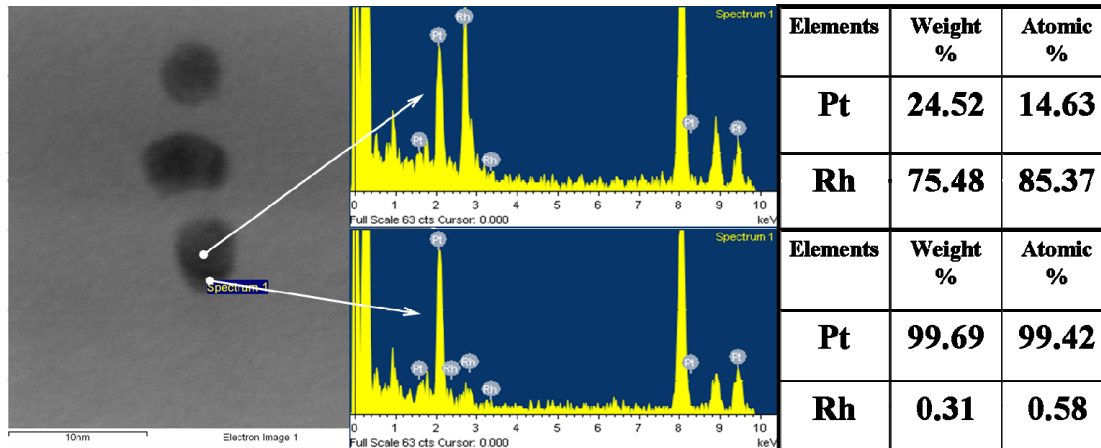 Spectrum 1
10nm
Electron Image 1
Spectrum 1
Pt
Rh
Pt
Pt
Pt
Rh
0 1 2 3 4 5 6 7 8 9 10
Full Scale 63 cts Cursor: 0.000
keV
Spectrum 1
Pt
Rh
Pt
Pt
Pt
Rh
Rh
0 1 2 3 4 5 6 7 8 9 10
Full Scale 63 cts Cursor: 0.000
keV
Elements Weight % Atomic %
Pt 24.52 14.63
Rh 75.48 85.37
Elements Weight % Atomic %
Pt 99.69 99.42
Rh 0.31 0.58